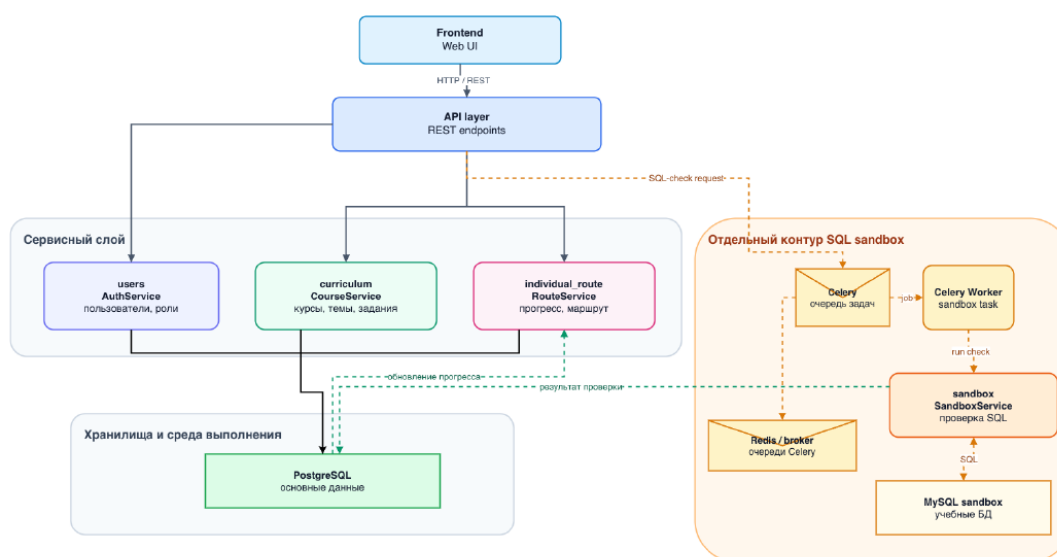 Frontend
Web UI
HTTP / REST
API layer
REST endpoints
SQL-check request
Сервисный слой
users
AuthService
пользователи, роли
curriculum
CourseService
курсы, темы, задания
individual_route
RouteService
прогресс, маршрут
Отдельный контур SQL sandbox
Celery
очередь задач
job
Celery Worker
sandbox task
run check
обновление прогресса
результат проверки
sandbox
SandboxService
проверка SQL
Хранилища и среда выполнения
PostgreSQL
основные данные
Redis / broker
очереди Celery
SQL
MySQL sandbox
учебные БД